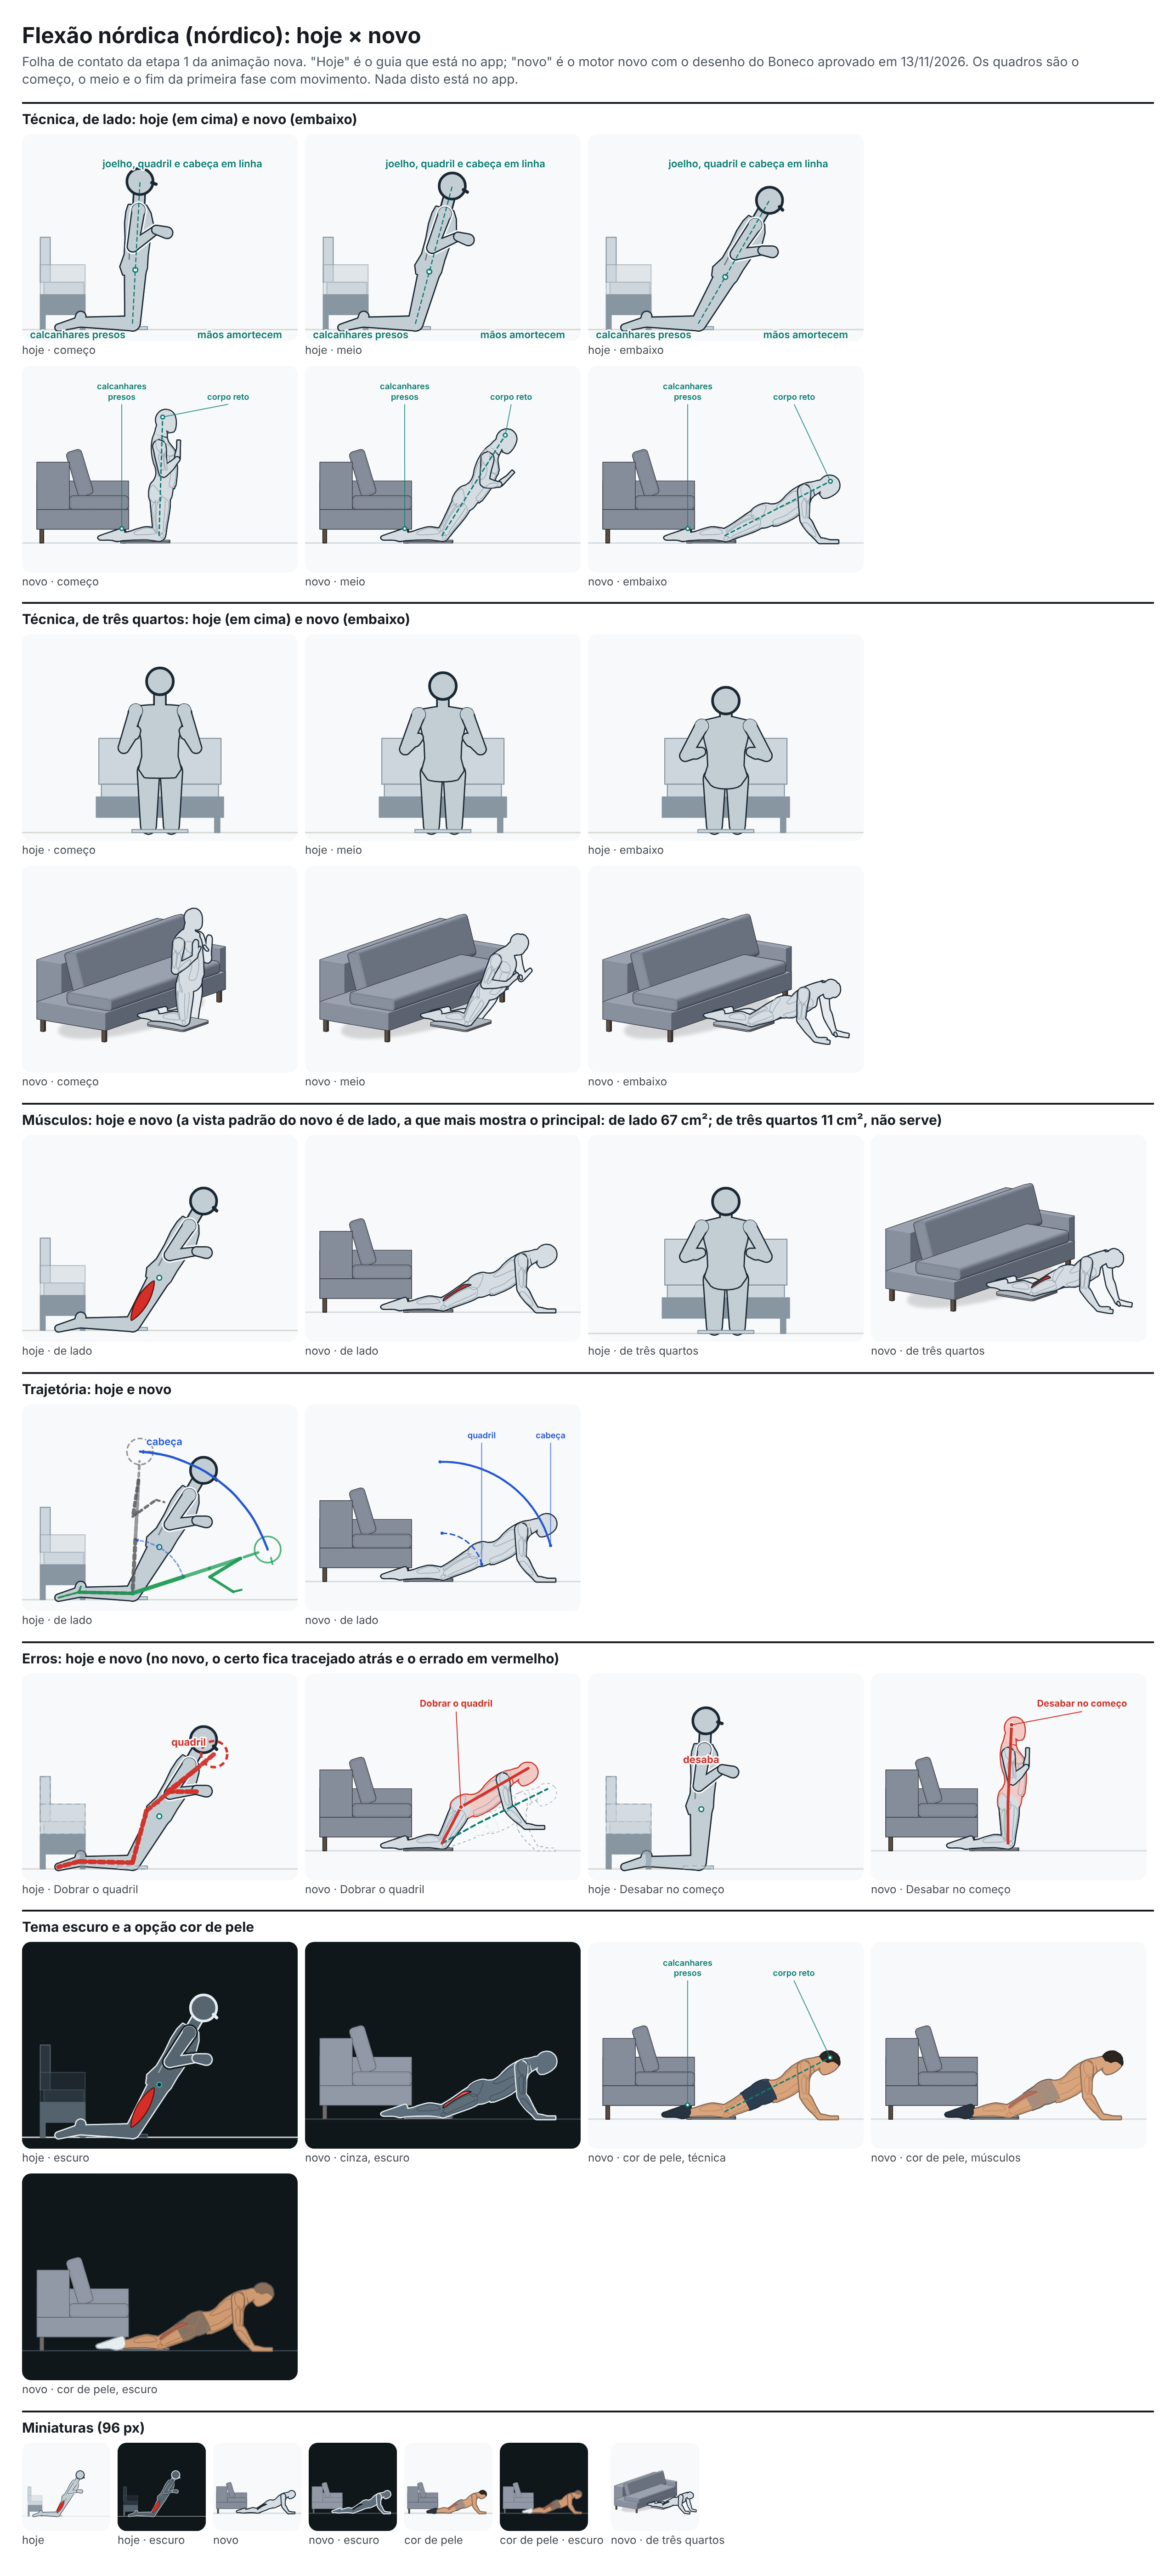 Flexão nórdica (nórdico): hoje × novo
Folha de contato da etapa 1 da animação nova. "Hoje" é o guia que está no app; "novo" é o motor novo com o desenho do Boneco aprovado em 13/11/2026. Os quadros são o
começo, o meio e o fim da primeira fase com movimento. Nada disto está no app.
Técnica, de lado: hoje (em cima) e novo (embaixo)
joelho, quadril e cabeça em linha
calcanhares presos
mãos amortecem
hoje · começo
joelho, quadril e cabeça em linha
calcanhares presos
mãos amortecem
hoje · meio
joelho, quadril e cabeça em linha
calcanhares presos
mãos amortecem
hoje · embaixo
calcanhares
presos
corpo reto
novo · começo
calcanhares
presos
corpo reto
novo · meio
calcanhares
presos
corpo reto
novo · embaixo
Técnica, de três quartos: hoje (em cima) e novo (embaixo)
hoje · começo
hoje · meio
hoje · embaixo
novo · começo
novo · meio
novo · embaixo
Músculos: hoje e novo (a vista padrão do novo é de lado, a que mais mostra o principal: de lado 67 cm²; de três quartos 11 cm², não serve)
hoje · de lado
novo · de lado
hoje · de três quartos
novo · de três quartos
Trajetória: hoje e novo
cabeça
hoje · de lado
quadril
cabeça
novo · de lado
Erros: hoje e novo (no novo, o certo fica tracejado atrás e o errado em vermelho)
quadril
hoje · Dobrar o quadril
Dobrar o quadril
novo · Dobrar o quadril
desaba
hoje · Desabar no começo
Desabar no começo
novo · Desabar no começo
Tema escuro e a opção cor de pele
hoje · escuro
novo · cinza, escuro
calcanhares
presos
corpo reto
novo · cor de pele, técnica
novo · cor de pele, músculos
novo · cor de pele, escuro
Miniaturas (96 px)
hoje
hoje · escuro
novo
novo · escuro
cor de pele
cor de pele · escuro
novo · de três quartos